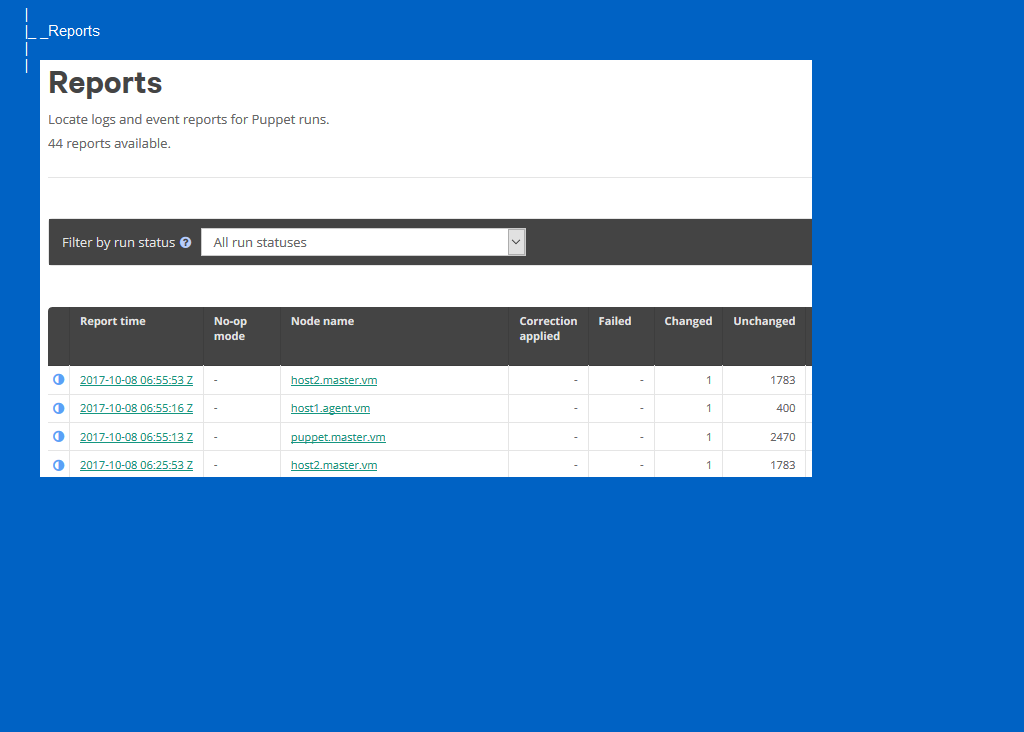 |
|_ _Reports
|
|
Reports
Locate logs and event reports for Puppet runs.
44 reports available.
Filter by run status ? All run statuses
Report time No-op mode Node name Correction applied Failed Changed Unchanged
2017-10-08 06:55:53 Z - host2.master.vm - - 1 1783
2017-10-08 06:55:16 Z - host1.agent.vm - - 1 400
2017-10-08 06:55:13 Z - puppet.master.vm - - 1 2470
2017-10-08 06:25:53 Z - host2.master.vm - - 1 1783